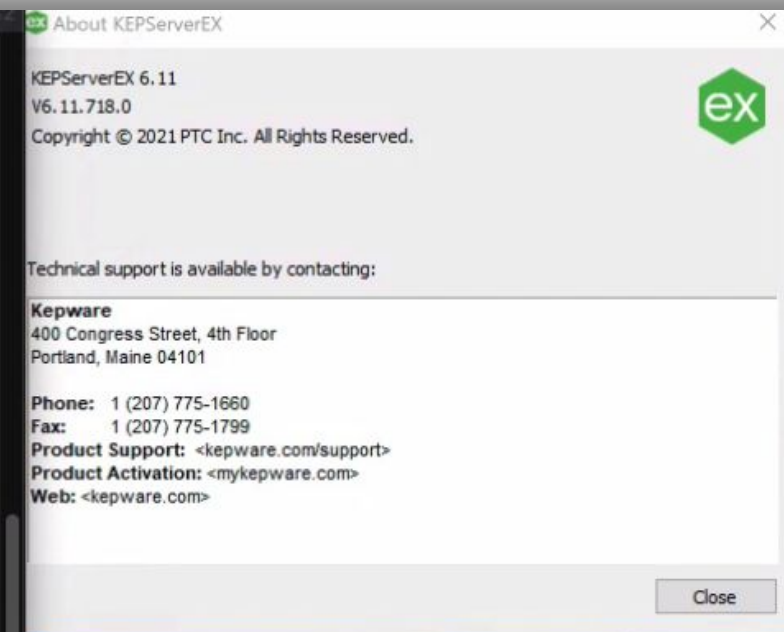 ex About KEPServerEX
KEPServerEX 6.11
V6.11.718.0
Copyright © 2021 PTC Inc. All Rights Reserved.
ex
Technical support is available by contacting:
Kepware
400 Congress Street, 4th Floor
Portland, Maine 04101
Phone: 1 (207) 775-1660
Fax: 1 (207) 775-1799
Product Support: <kepware.com/support>
Product Activation: <mykepware.com>
Web: <kepware.com>
Close